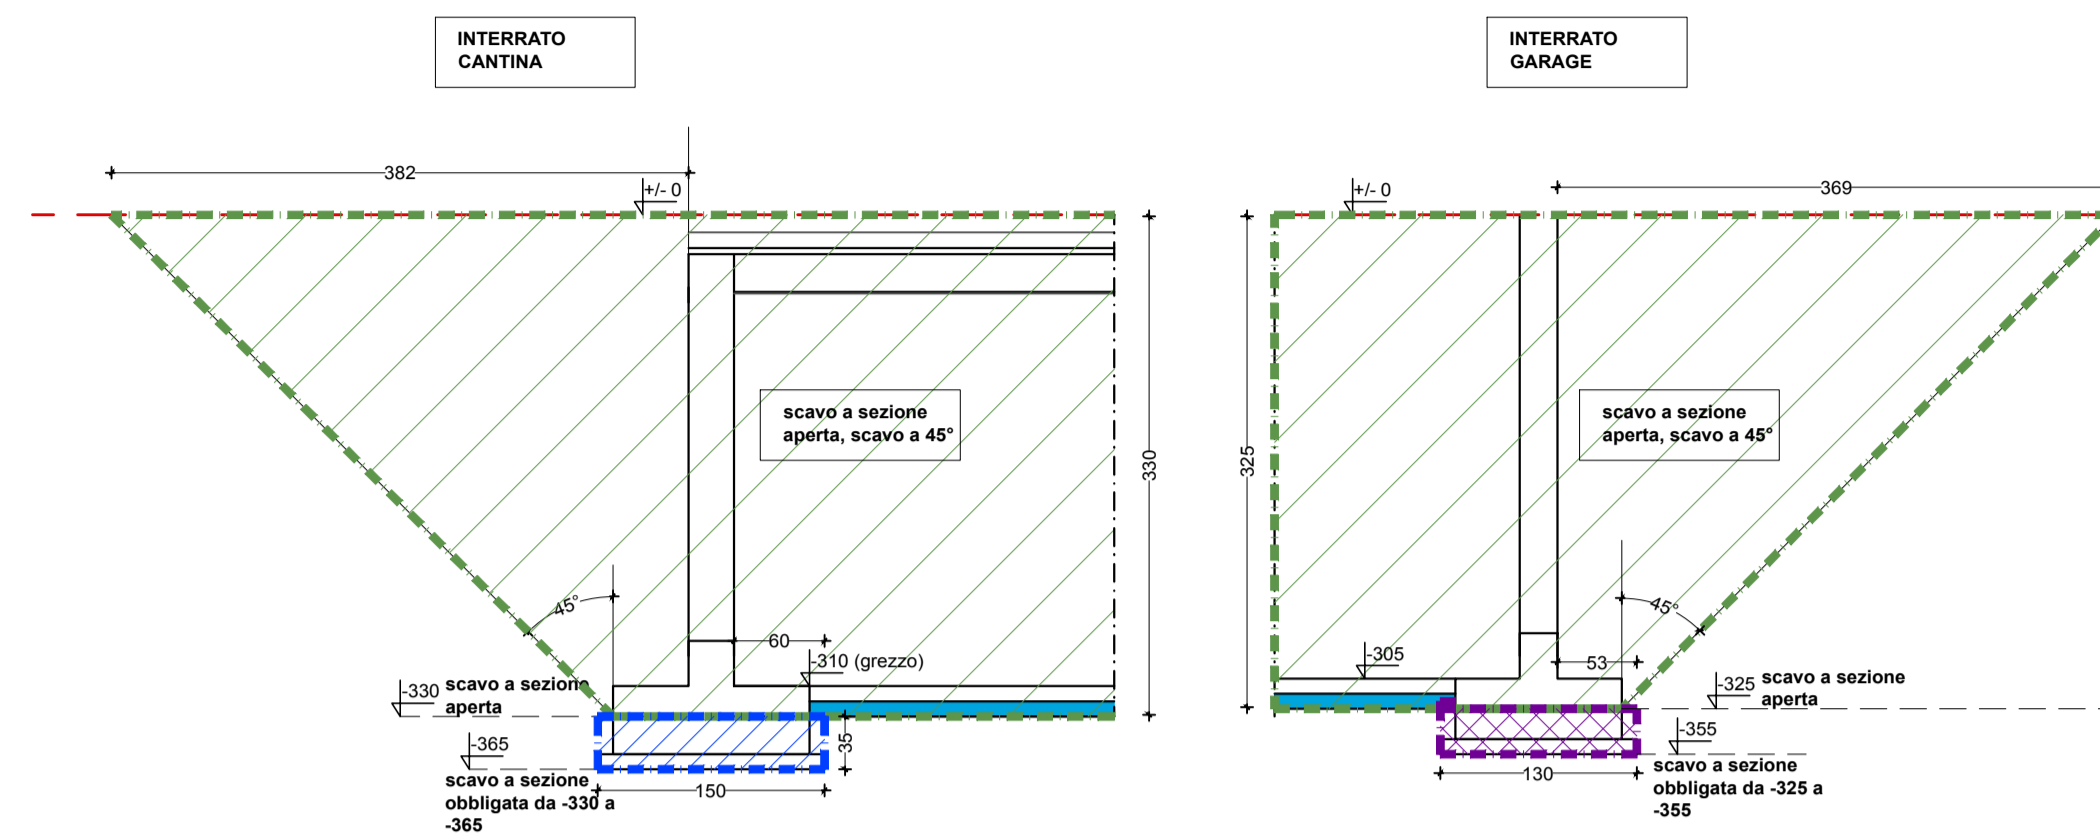 INTERRATO
CANTINA
INTERRATO
GARAGE
382
369
+/- 0
+/- 0
scavo a sezione
aperta, scavo a 45°
scavo a sezione
aperta, scavo a 45°
330
325
45°
45°
60
-310 (grezzo)
-305
53
-330
scavo a sezione
aperta
-325
scavo a sezione
aperta
-365
35
-355
scavo a sezione
obbligata da -330 a
-365
150
130
scavo a sezione
obbligata da -325 a
-355